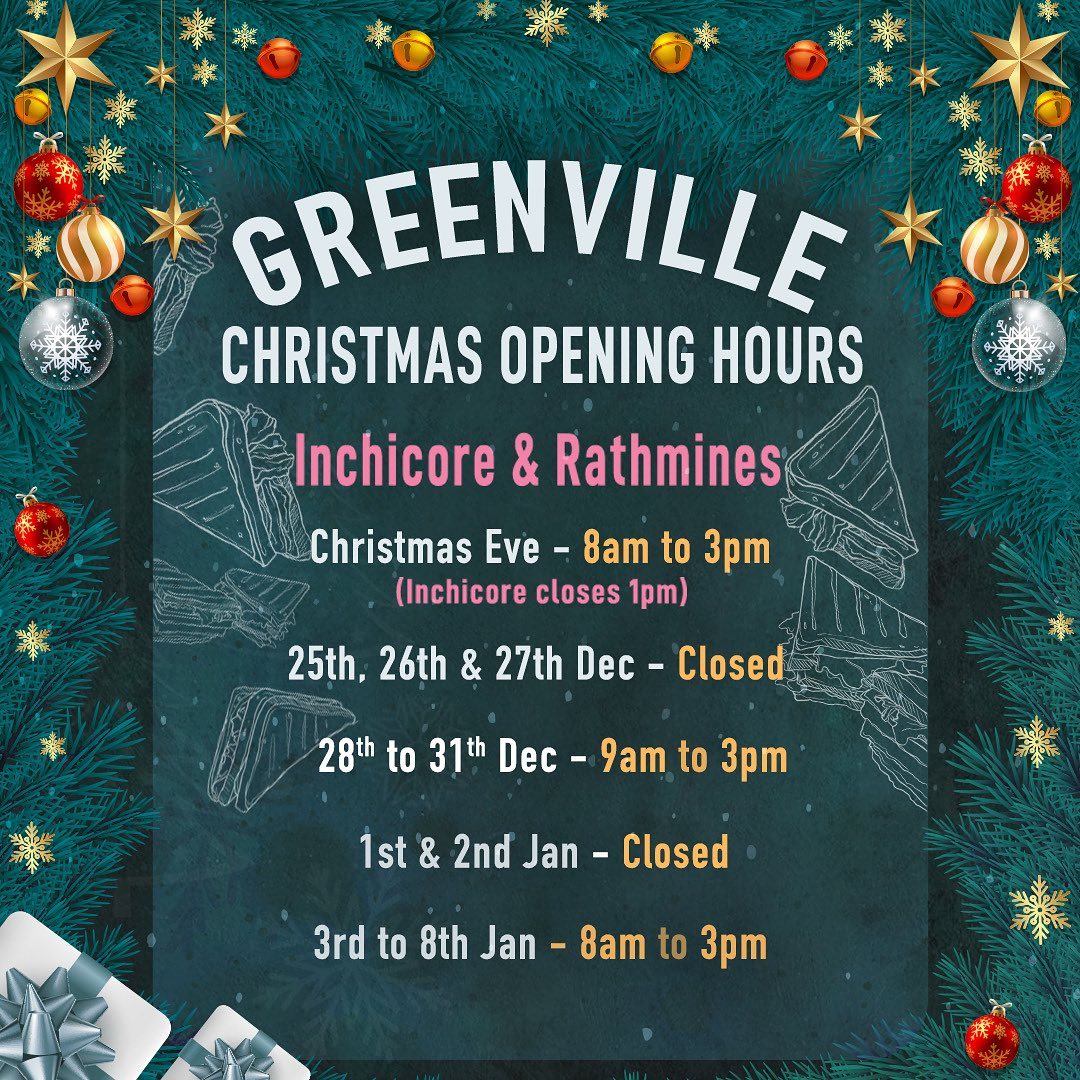 GREENVILLE
CHRISTMAS OPENING HOURS
Inchicore & Rathmines
Christmas Eve – 8am to 3pm
(Inchicore closes 1pm)
25th, 26th & 27th Dec – Closed
28th to 31th Dec – 9am to 3pm
1st & 2nd Jan – Closed
3rd to 8th Jan – 8am to 3pm